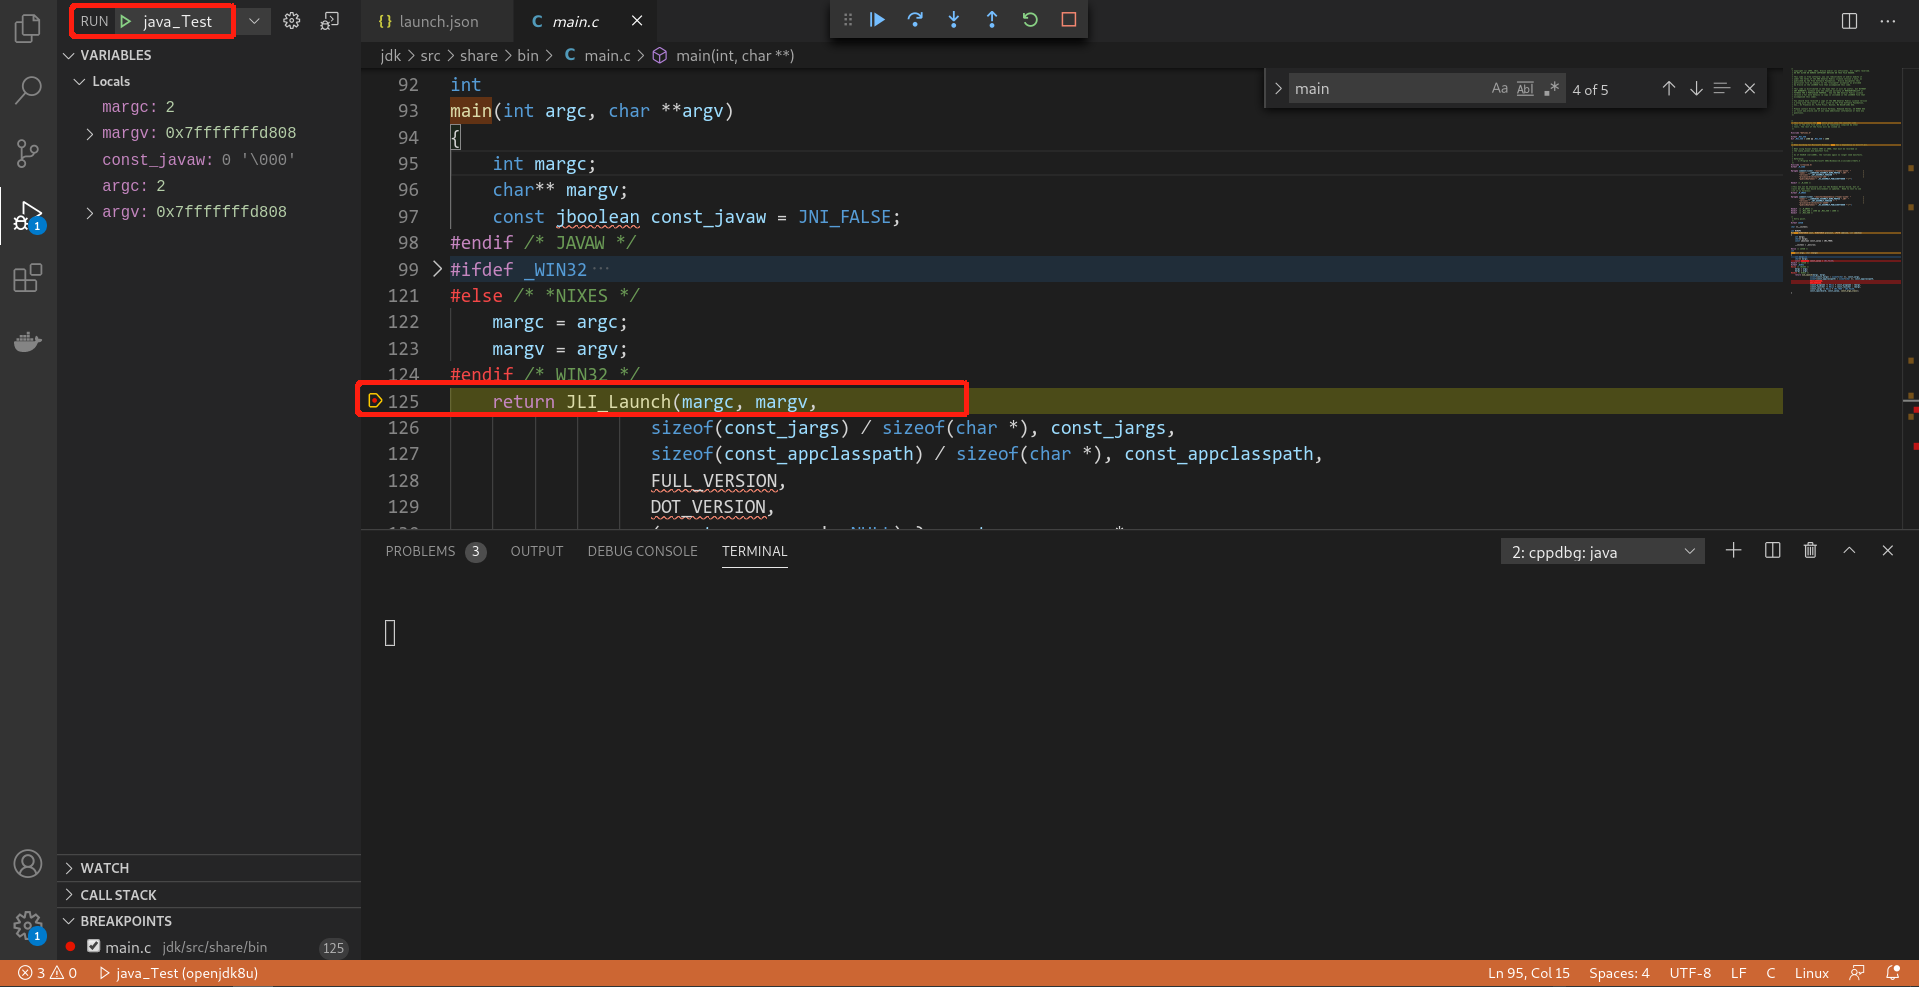 RUN java_Test
{} launch.json
C main.c
VARIABLES
Locals
margc: 2
margv: 0x7fffffffd808
const_javaw: 0 '\000'
argc: 2
argv: 0x7fffffffd808
WATCH
CALL STACK
BREAKPOINTS
main.c jdk/src/share/bin 125
1
1
jdk > src > share > bin > C main.c > main(int, char **)
main Aa Abl .* 4 of 5
92 int
93 main(int argc, char **argv)
94 {
95 int margc;
96 char** margv;
97 const jboolean const_javaw = JNI_FALSE;
98 #endif /* JAVAW */
99 #ifdef _WIN32 ···
121 #else /* *NIXES */
122 margc = argc;
123 margv = argv;
124 #endif /* WIN32 */
125 return JLI_Launch(margc, margv,
126 sizeof(const_jargs) / sizeof(char *), const_jargs,
127 sizeof(const_appclasspath) / sizeof(char *), const_appclasspath,
128 FULL_VERSION,
129 DOT_VERSION,
PROBLEMS 3 OUTPUT DEBUG CONSOLE TERMINAL
2: cppdbg: java
3 0 java_Test (openjdk8u)
Ln 95, Col 15 Spaces: 4 UTF-8 LF C Linux